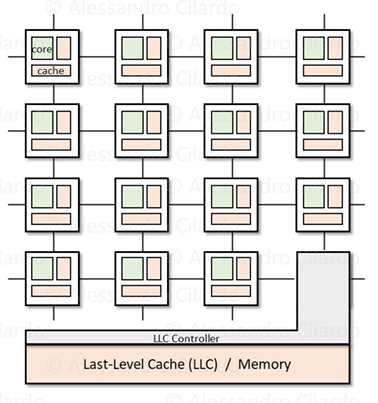 © Alessandro Cilardo
core
cache
LLC Controller
Last-Level Cache (LLC) / Memory